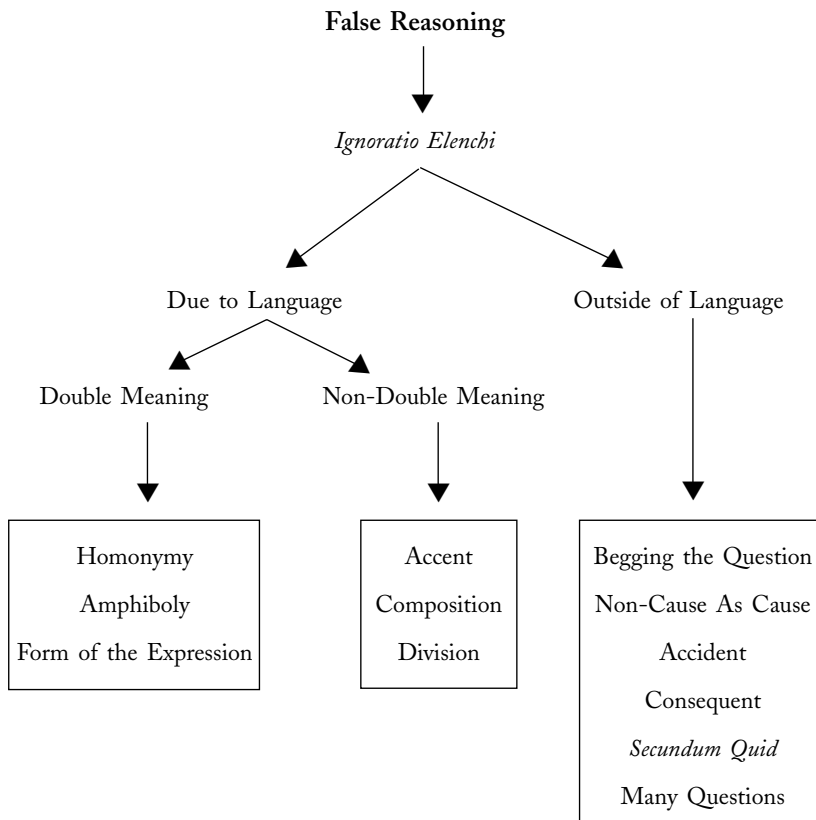 False Reasoning
Ignoratio Elenchi
Due to Language
Outside of Language
Double Meaning
Non-Double Meaning
Homonymy
Amphiboly
Form of the Expression
Accent
Composition
Division
Begging the Question
Non-Cause As Cause
Accident
Consequent
Secundum Quid
Many Questions